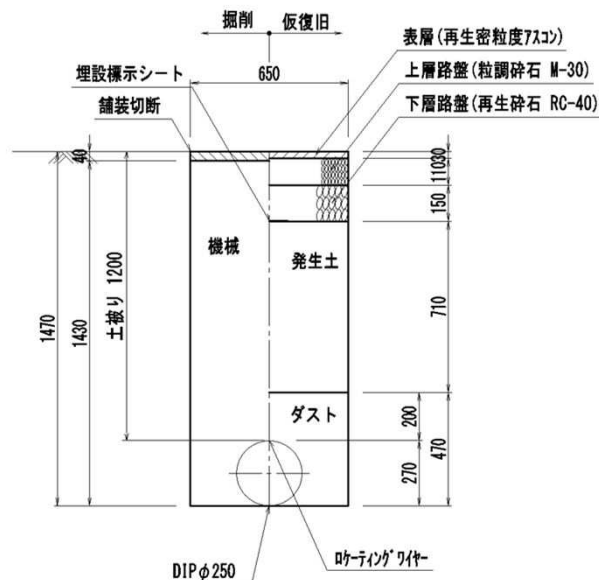 掘削
仮復旧
650
表層(再生密粒度アスコン)
埋設標示シート
上層路盤(粒調砕石 M-30)
舗装切断
下層路盤(再生砕石 RC-40)
40
30
110
150
機械
発生土
土被り 1200
710
1470
1430
ダスト
200
470
270
DIPφ250
ロケーティングワイヤー